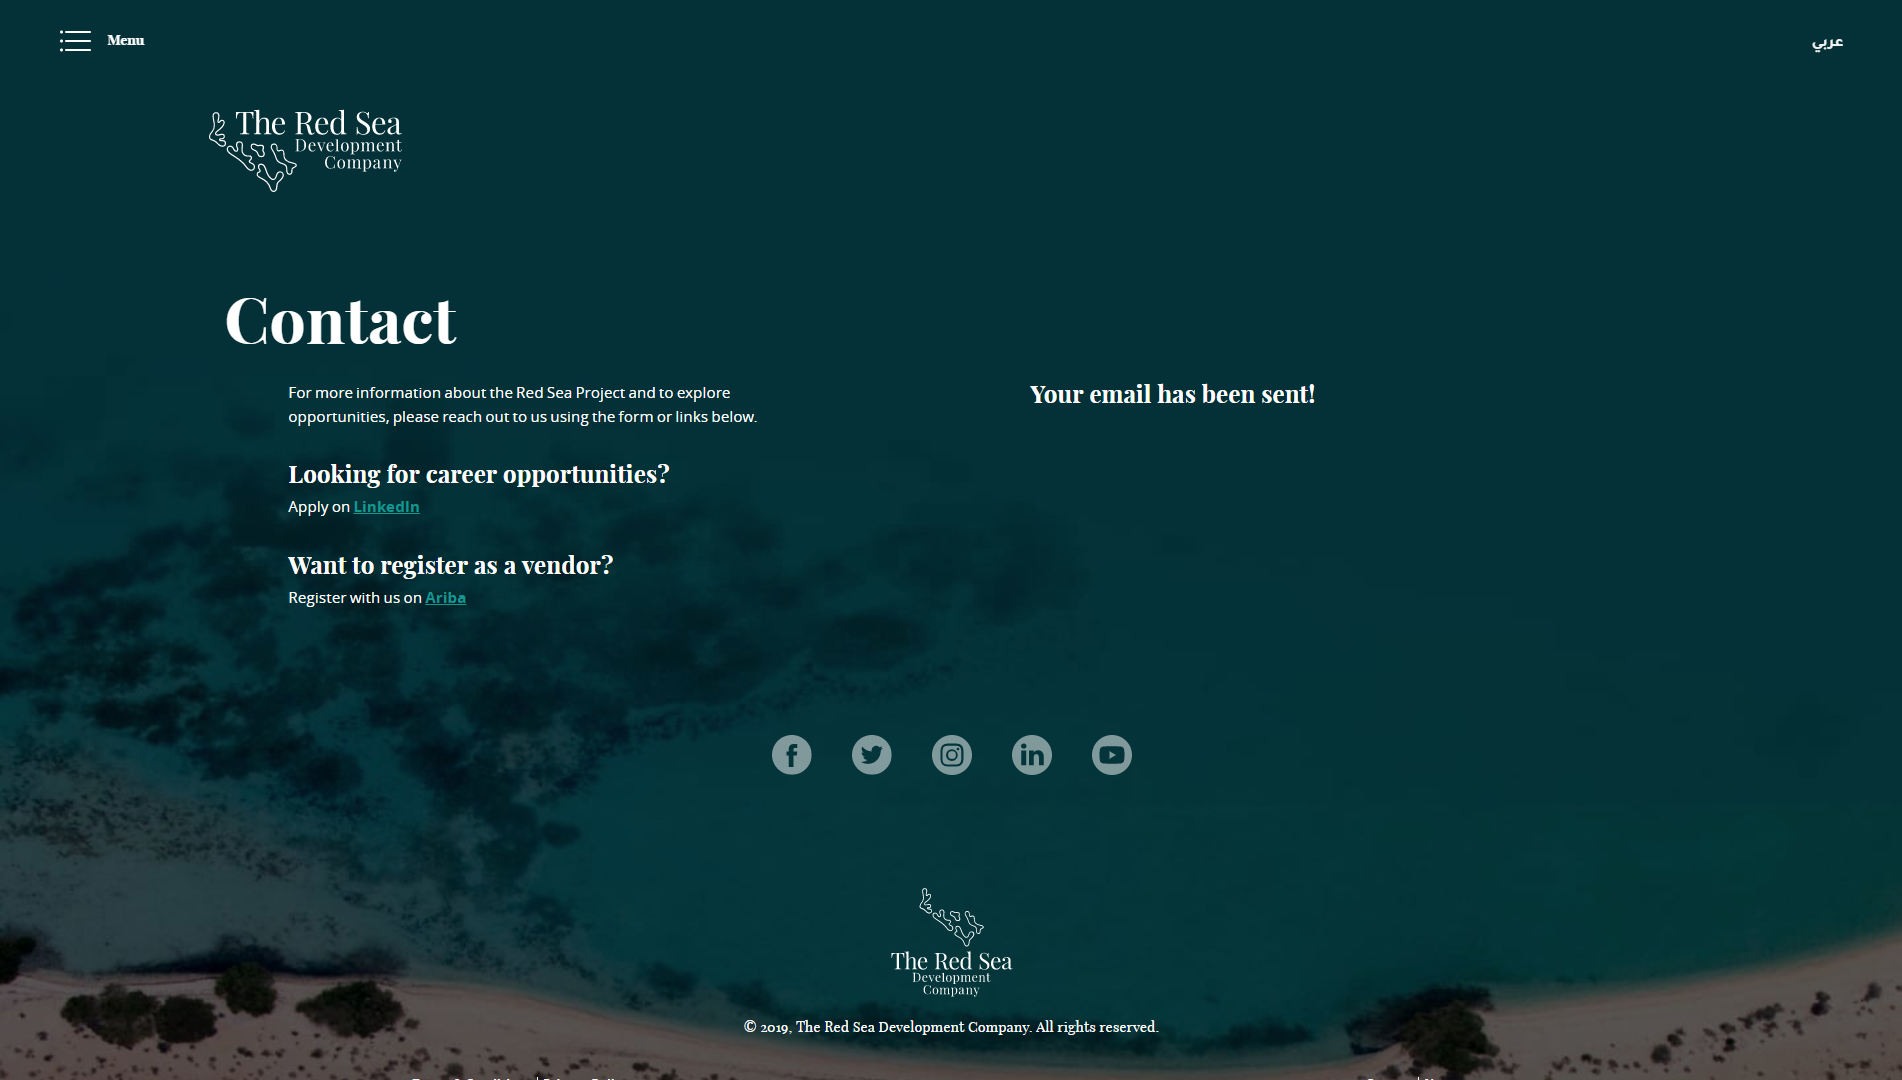 Menu
عربي
The Red Sea
Development
Company
Contact
For more information about the Red Sea Project and to explore
opportunities, please reach out to us using the form or links below.
Your email has been sent!
Looking for career opportunities?
Apply on LinkedIn
Want to register as a vendor?
Register with us on Ariba
The Red Sea
Development
Company
© 2019, The Red Sea Development Company. All rights reserved.